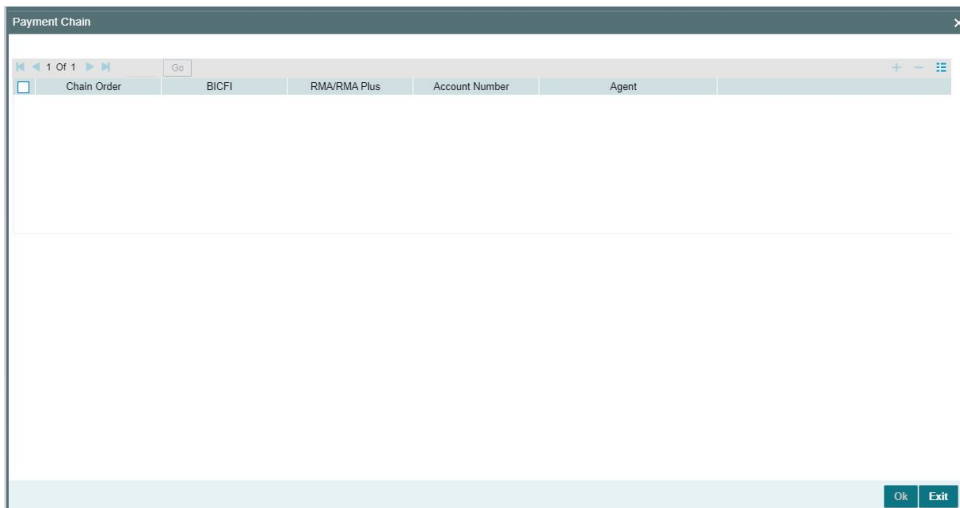 Payment Chain
1 Of 1 Go
Chain Order BICFI RMA/RMA Plus Account Number Agent
Ok Exit